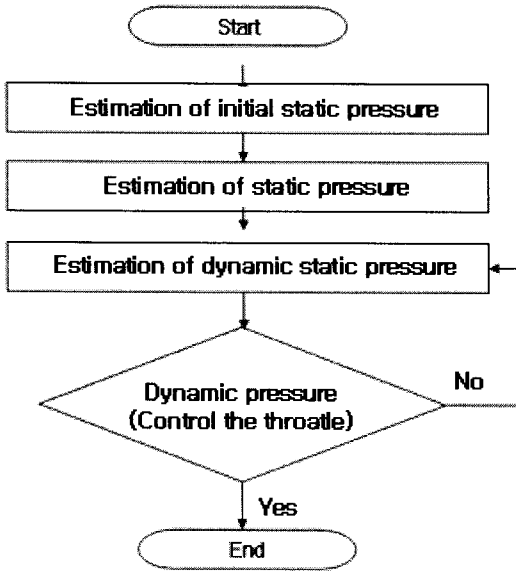 Start
Estimation of initial static pressure
Estimation of static pressure
Estimation of dynamic static pressure
Dynamic pressure
(Control the throatle)
No
Yes
End